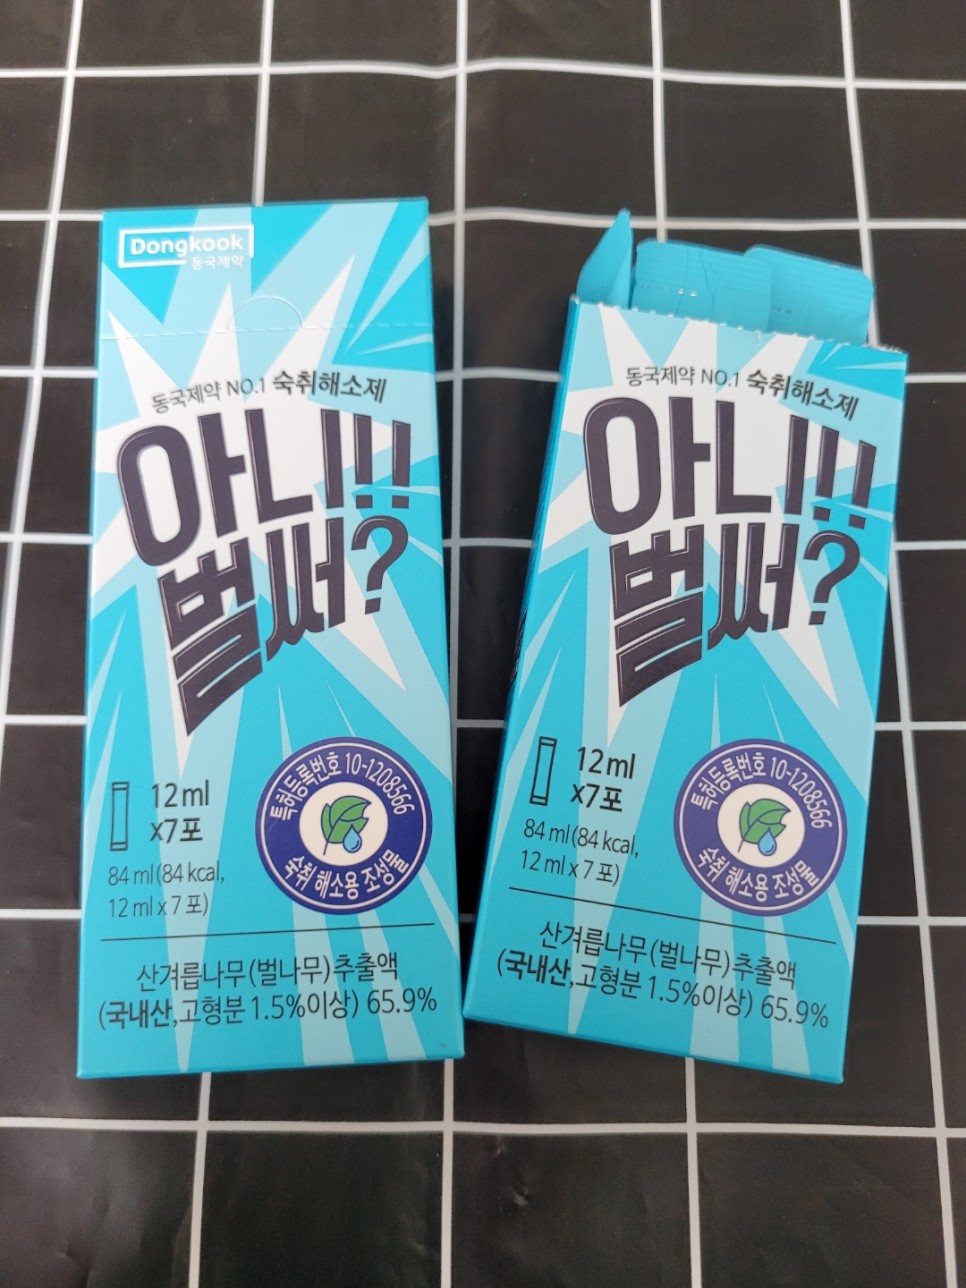 Dongkook
동국제약
동국제약 NO.1 숙취해소제
아니!!
벌써?
12ml
x7포
84 ml(84 kcal,
12 ml x 7 포)
특허등록번호 10-1208566
숙취 해소용 조성물
산겨릅나무(벌나무)추출액
(국내산,고형분 1.5%이상) 65.9%
동국제약 NO.1 숙취해소제
아니!!
벌써?
12ml
x7포
84 ml(84 kcal,
12 ml x 7 포)
특허등록번호 10-1208566
숙취 해소용 조성물
산겨릅나무(벌나무)추출액
(국내산,고형분 1.5%이상) 65.9%